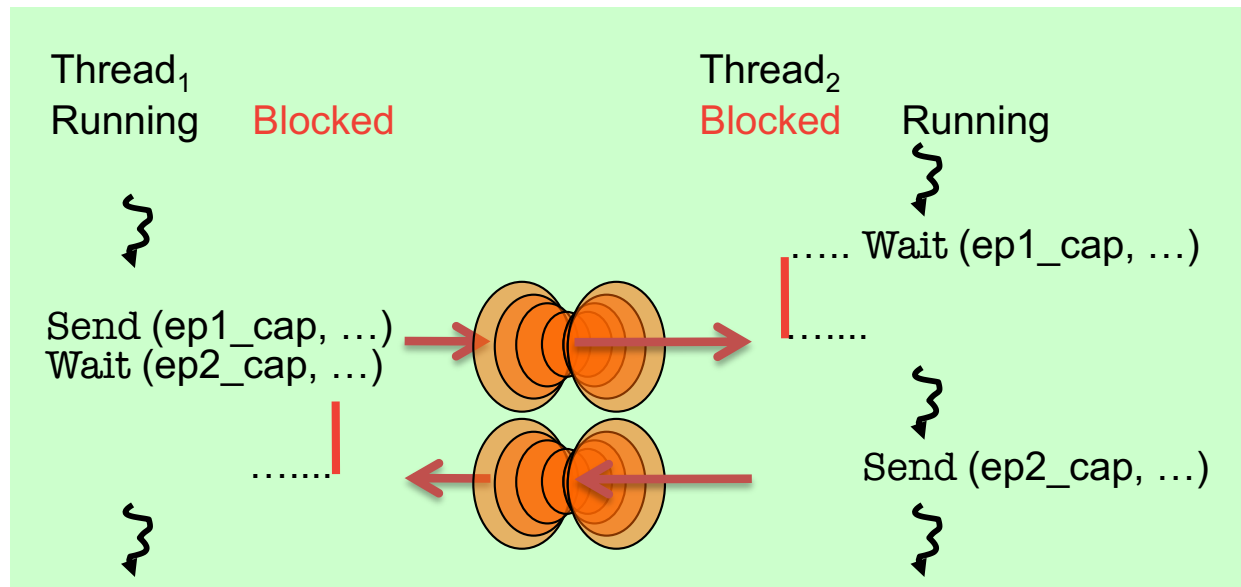 Thread1
Running Blocked
Thread2
Blocked Running
..... Wait (ep1_cap, …)
…....
Send (ep1_cap, …)
Wait (ep2_cap, …)
…....
Send (ep2_cap, …)